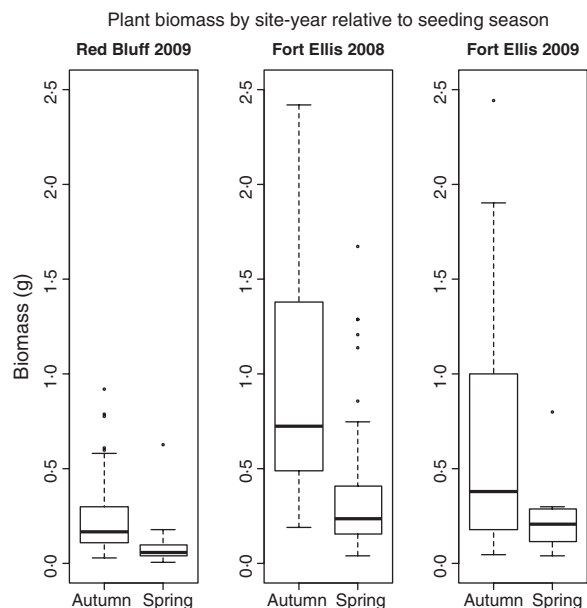 Plant biomass by site-year relative to seeding season
Red Bluff 2009 Fort Ellis 2008 Fort Ellis 2009
Biomass (g)
2·5 2·5 2·5
2·0 2·0 2·0
1·5 1·5 1·5
1·0 1·0 1·0
0·5 0·5 0·5
0·0 0·0 0·0
Autumn Spring Autumn Spring Autumn Spring